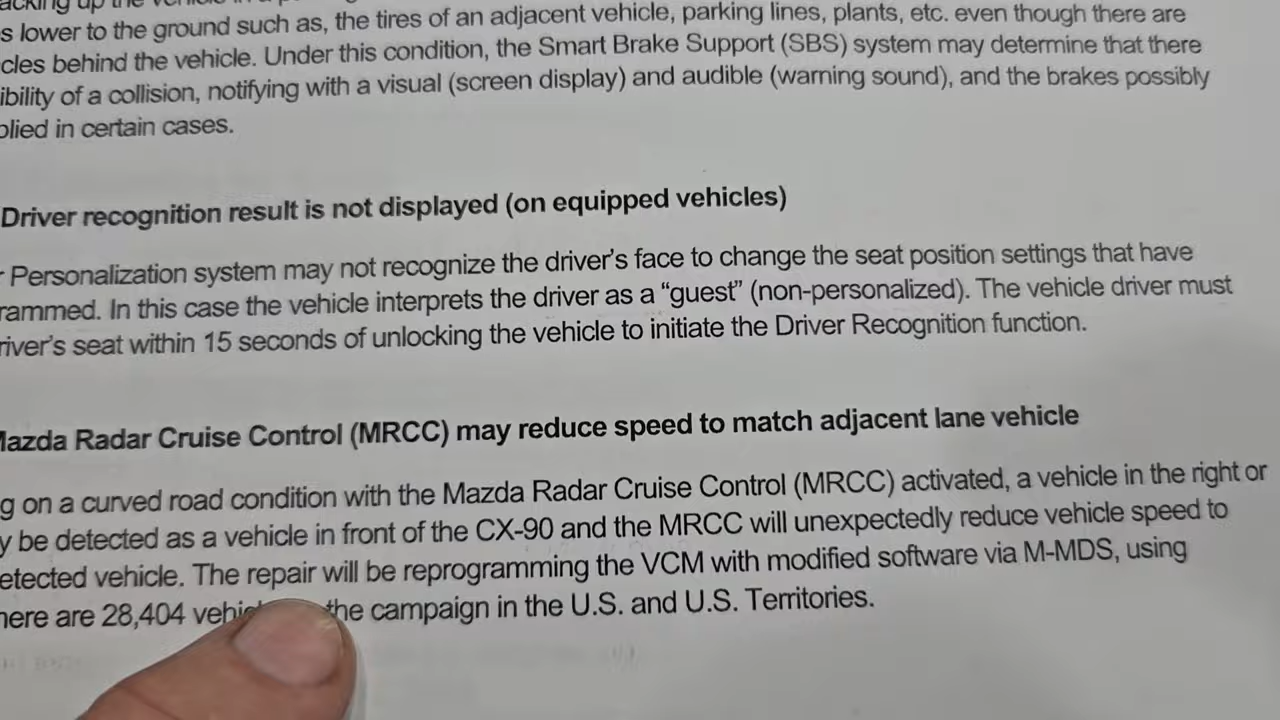 s lower to the ground such as, the tires of an adjacent vehicle, parking lines, plants, etc. even though there are
cles behind the vehicle. Under this condition, the Smart Brake Support (SBS) system may determine that there
ibility of a collision, notifying with a visual (screen display) and audible (warning sound), and the brakes possibly
plied in certain cases.
Driver recognition result is not displayed (on equipped vehicles)
r Personalization system may not recognize the driver's face to change the seat position settings that have
rammed. In this case the vehicle interprets the driver as a “guest” (non-personalized). The vehicle driver must
river's seat within 15 seconds of unlocking the vehicle to initiate the Driver Recognition function.
Mazda Radar Cruise Control (MRCC) may reduce speed to match adjacent lane vehicle
g on a curved road condition with the Mazda Radar Cruise Control (MRCC) activated, a vehicle in the right or
y be detected as a vehicle in front of the CX-90 and the MRCC will unexpectedly reduce vehicle speed to
etected vehicle. The repair will be reprogramming the VCM with modified software via M-MDS, using
here are 28,404 vehic the campaign in the U.S. and U.S. Territories.